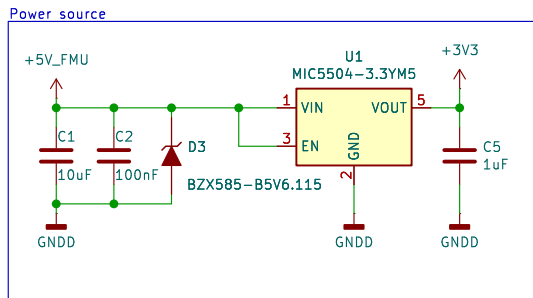 Power source
+5V_FMU
U1
MIC5504-3.3YM5
+3V3
1
VIN
VOUT
5
C1
C2
D3
3
EN
GND
C5
10uF
100nF
1uF
2
BZX585-B5V6.115
GNDD
GNDD
GNDD